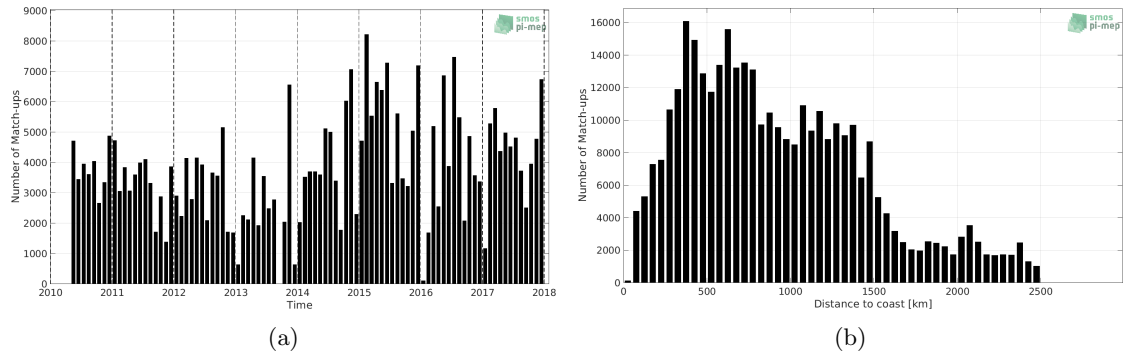 9000
8000
7000
6000
5000
4000
3000
2000
1000
0
Number of Match-ups
2010 2011 2012 2013 2014 2015 2016 2017 2018
Time
smos
pi-mep
(a)
16000
14000
12000
10000
8000
6000
4000
2000
0
Number of Match-ups
0 500 1000 1500 2000 2500
Distance to coast [km]
smos
pi-mep
(b)